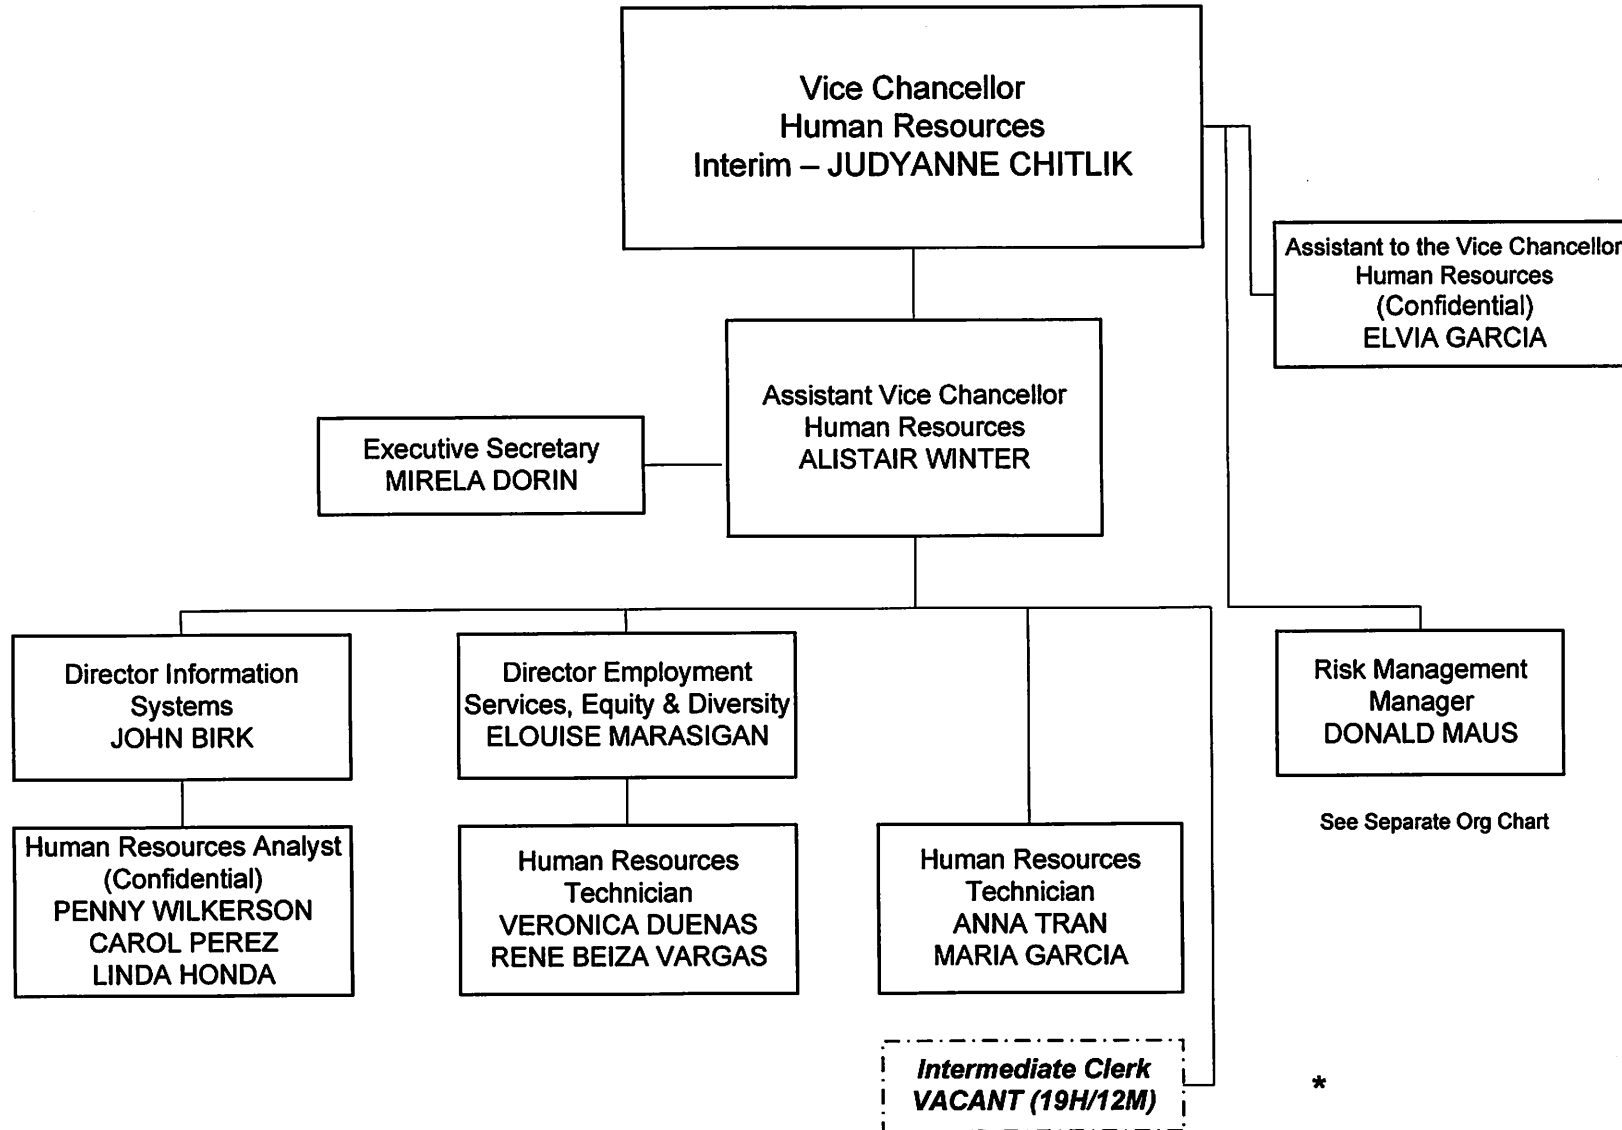 Vice Chancellor
Human Resources
Interim – JUDYANNE CHITLIK
Assistant to the Vice Chancellor
Human Resources
(Confidential)
ELVIA GARCIA
Assistant Vice Chancellor
Human Resources
ALISTAIR WINTER
Executive Secretary
MIRELA DORIN
Director Information
Systems
JOHN BIRK
Director Employment
Services, Equity & Diversity
ELOUISE MARASIGAN
Risk Management
Manager
DONALD MAUS
See Separate Org Chart
Human Resources Analyst
(Confidential)
PENNY WILKERSON
CAROL PEREZ
LINDA HONDA
Human Resources
Technician
VERONICA DUENAS
RENE BEIZA VARGAS
Human Resources
Technician
ANNA TRAN
MARIA GARCIA
Intermediate Clerk
VACANT (19H/12M)
*